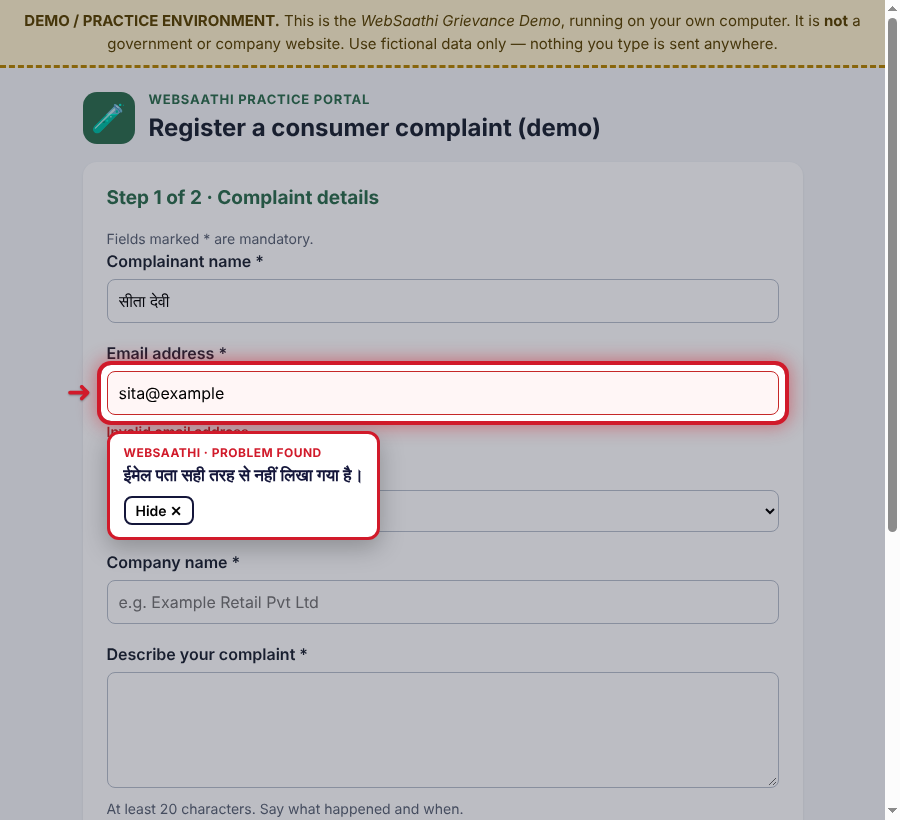 DEMO / PRACTICE ENVIRONMENT. This is the WebSaathi Grievance Demo, running on your own computer. It is not a
government or company website. Use fictional data only — nothing you type is sent anywhere.
WEBSAATHI PRACTICE PORTAL
Register a consumer complaint (demo)
Step 1 of 2 · Complaint details
Fields marked * are mandatory.
Complainant name *
सीता देवी
Email address *
sita@example
Invalid email address
WEBSAATHI · PROBLEM FOUND
ईमेल पता सही तरह से नहीं लिखा गया है।
Hide ✕
Company name *
e.g. Example Retail Pvt Ltd
Describe your complaint *
At least 20 characters. Say what happened and when.